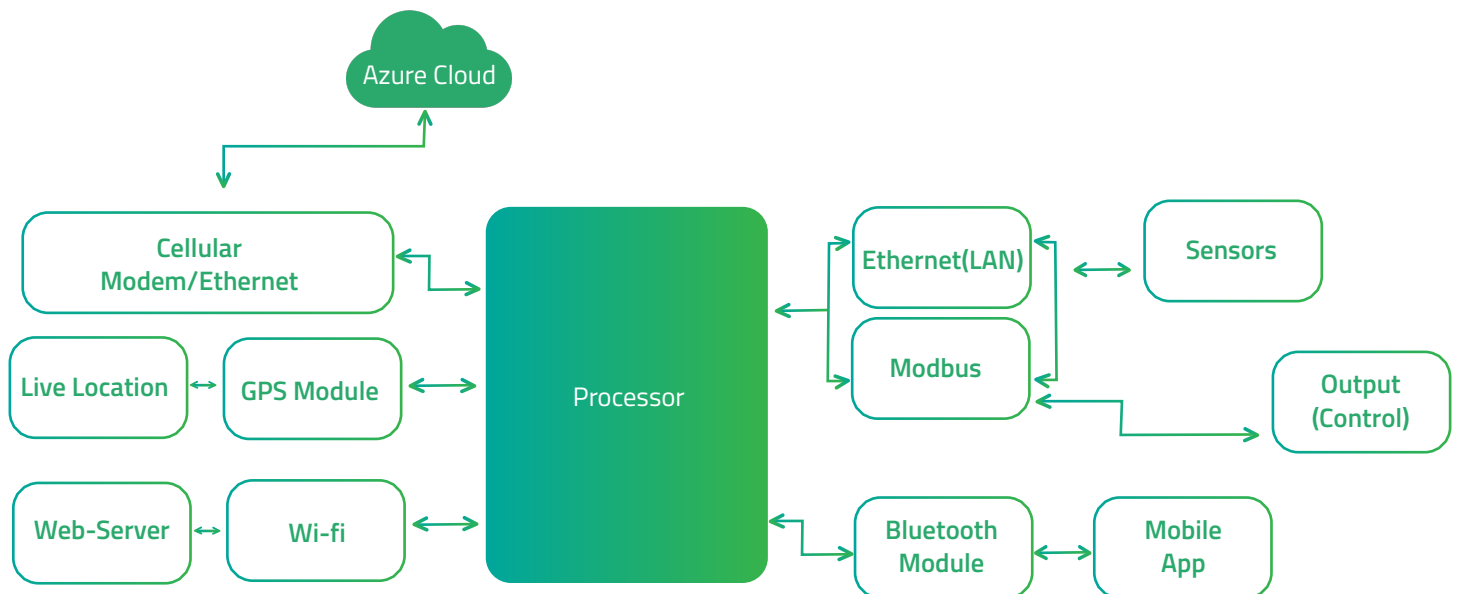 Azure Cloud
Cellular
Modem/Ethernet
Live Location
GPS Module
Web-Server
Wi-fi
Processor
Ethernet(LAN)
Modbus
Sensors
Output
(Control)
Bluetooth
Module
Mobile
App